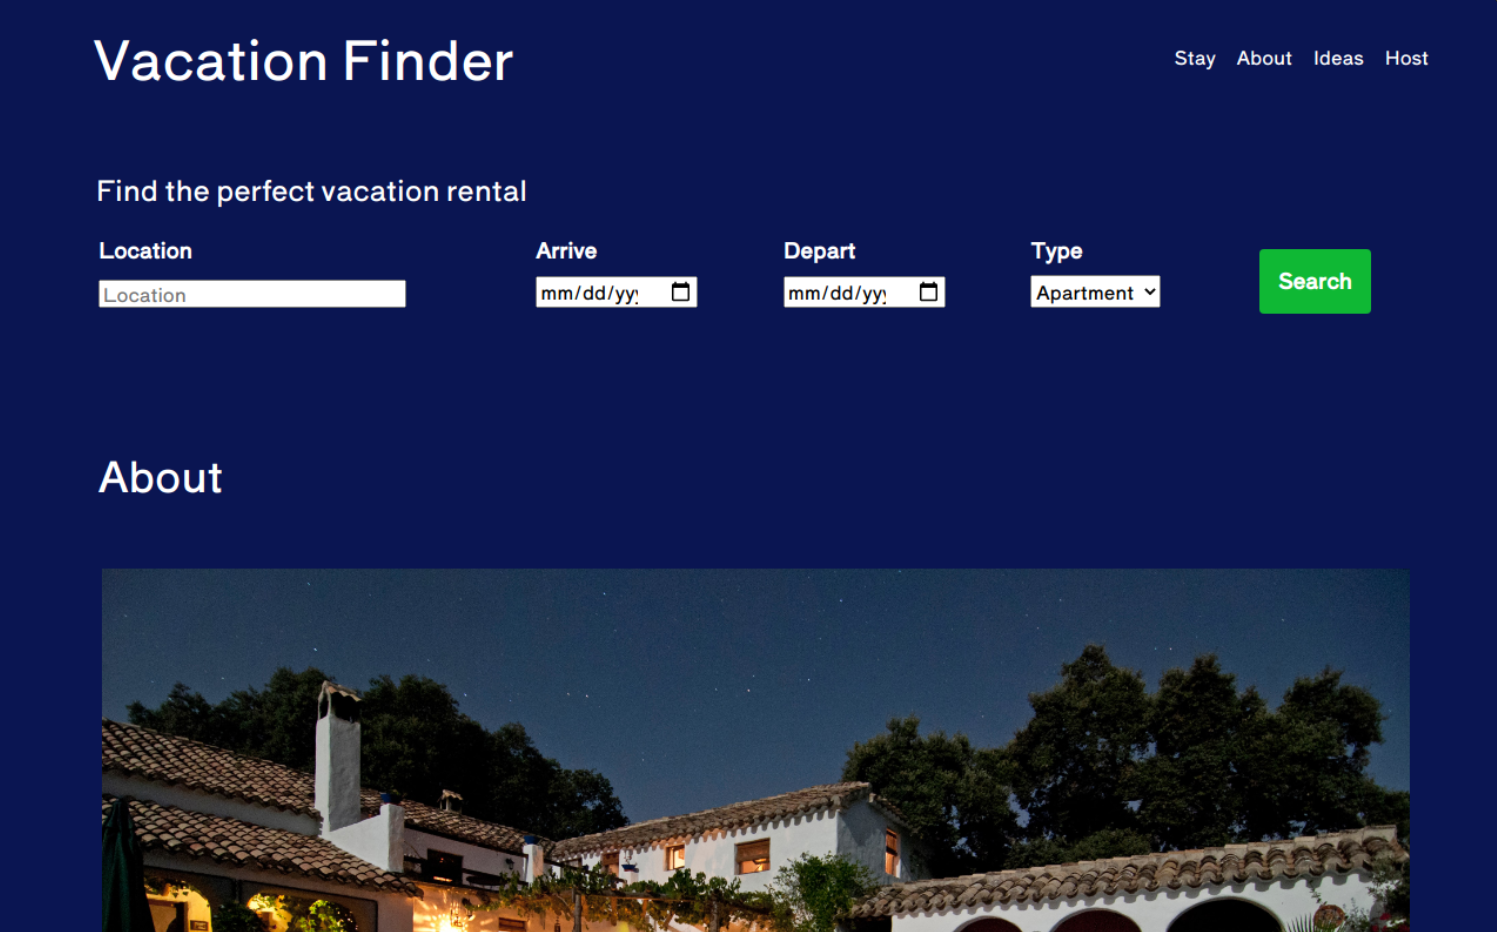 Vacation Finder
Stay About Ideas Host
Find the perfect vacation rental
Location Arrive Depart Type
Location mm/dd/yy mm/dd/yy Apartment
Search
About